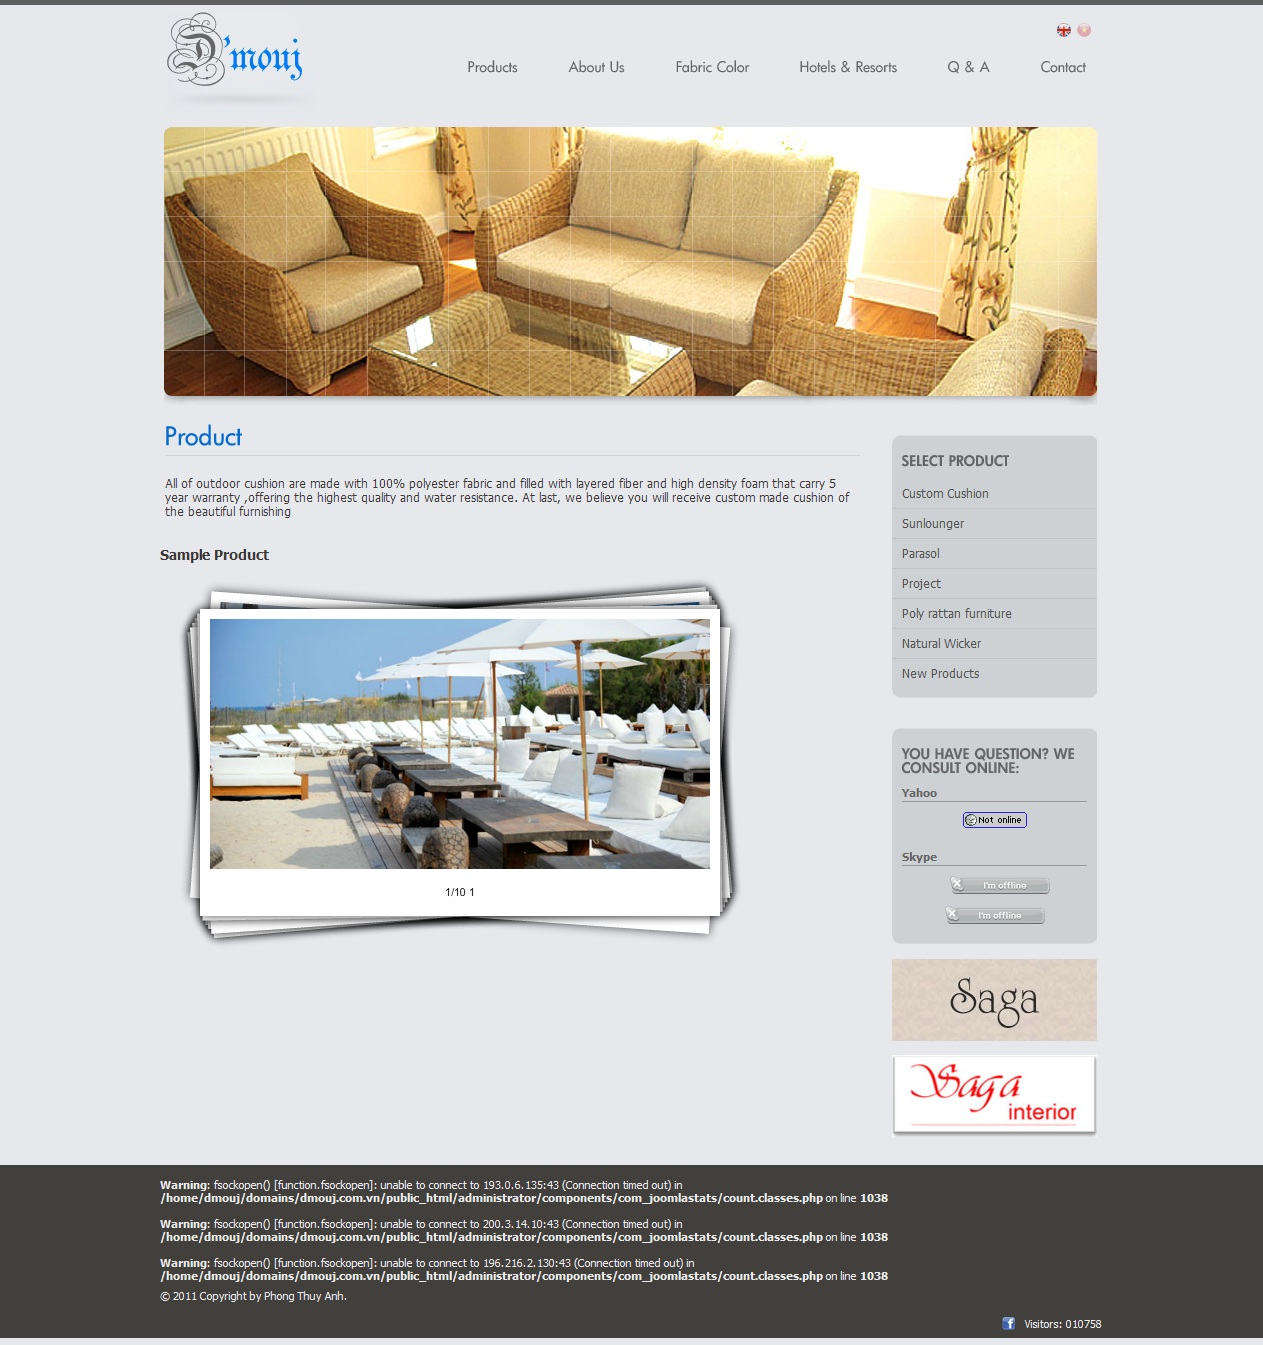 D'mouj
Products About Us Fabric Color Hotels & Resorts Q & A Contact
Product
All of outdoor cushion are made with 100% polyester fabric and filled with layered fiber and high density foam that carry 5
year warranty ,offering the highest quality and water resistance. At last, we believe you will receive custom made cushion of
the beautiful furnishing
Sample Product
1/10 1
SELECT PRODUCT
Custom Cushion
Sunlounger
Parasol
Project
Poly rattan furniture
Natural Wicker
New Products
YOU HAVE QUESTION? WE
CONSULT ONLINE:
Yahoo
Not online
Skype
I'm offline
I'm offline
Saga
Saga
interior
Warning: fsockopen() [function.fsockopen]: unable to connect to 193.0.6.135:43 (Connection timed out) in
/home/dmouj/domains/dmouj.com.vn/public_html/administrator/components/com_joomlastats/count.classes.php on line 1038
Warning: fsockopen() [function.fsockopen]: unable to connect to 200.3.14.10:43 (Connection timed out) in
/home/dmouj/domains/dmouj.com.vn/public_html/administrator/components/com_joomlastats/count.classes.php on line 1038
Warning: fsockopen() [function.fsockopen]: unable to connect to 196.216.2.130:43 (Connection timed out) in
/home/dmouj/domains/dmouj.com.vn/public_html/administrator/components/com_joomlastats/count.classes.php on line 1038
© 2011 Copyright by Phong Thuy Anh.
Visitors: 010758